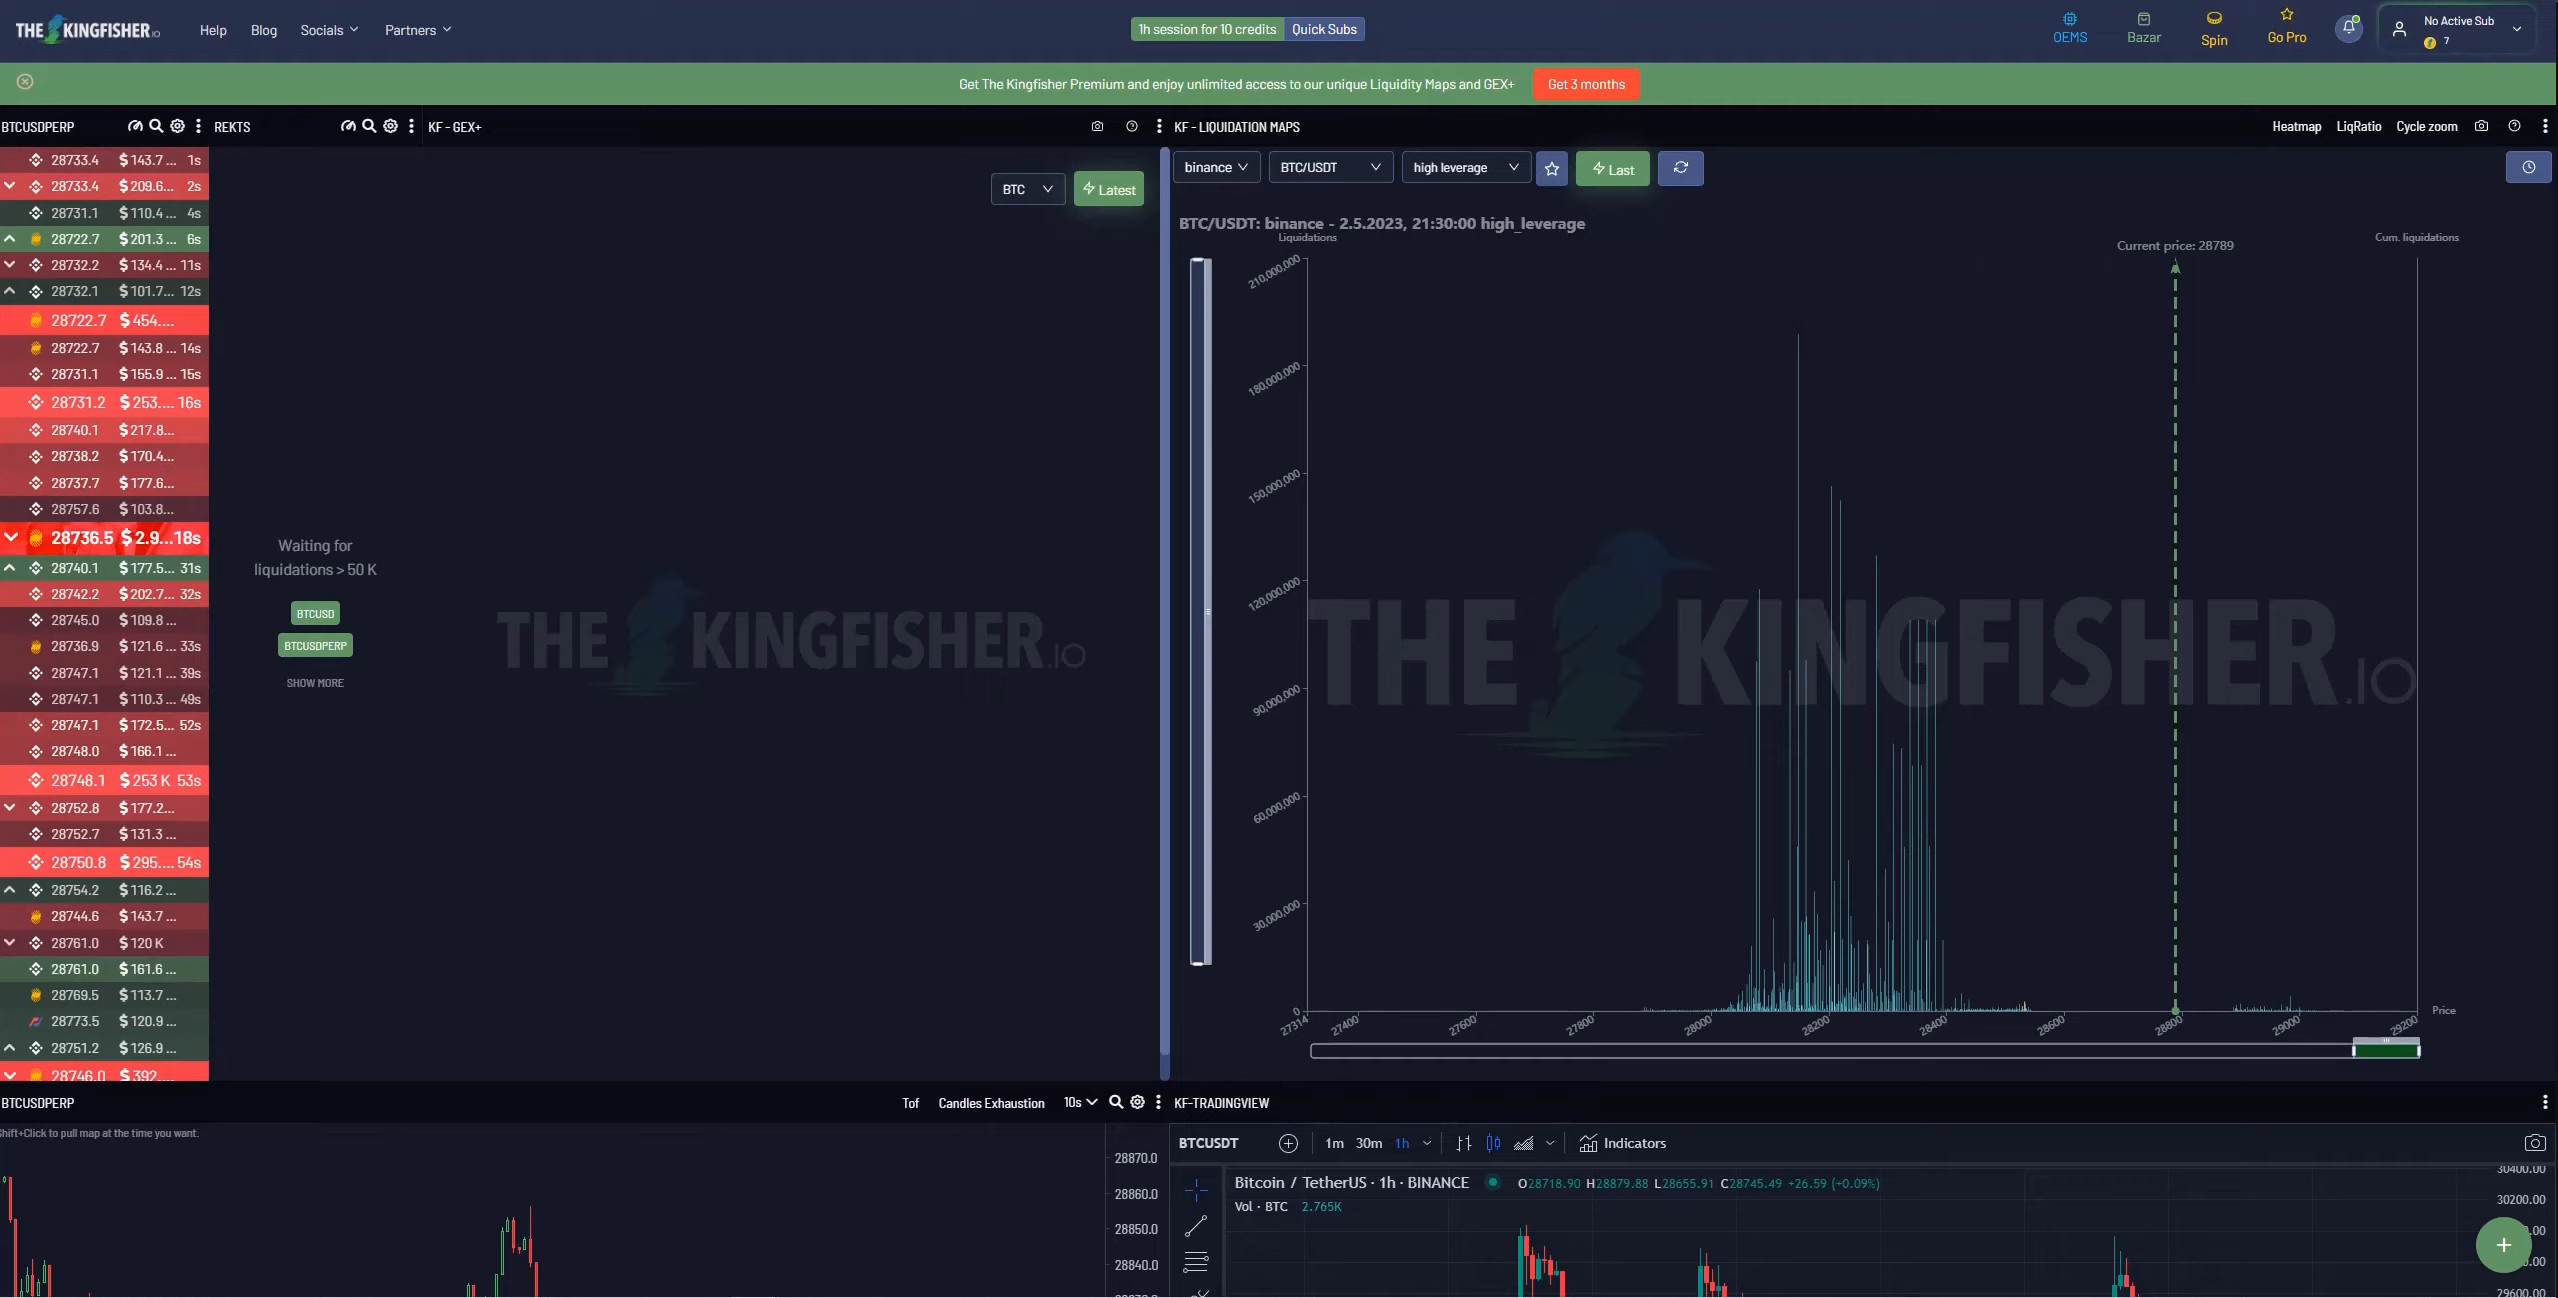 THE KINGFISHER.IO
Help Blog Socials Partners
1h session for 10 credits Quick Subs
OEMS Bazar Spin Go Pro
No Active Sub
7
Get The Kingfisher Premium and enjoy unlimited access to our unique Liquidity Maps and GEX+ Get 3 months
BTCUSDPERP REKTS KF - GEX+
KF - LIQUIDATION MAPS Heatmap LiqRatio Cycle zoom
28733.4 $143.7 ... 1s
28733.4 $209.6... 2s
28731.1 $110.4 ... 4s
28722.7 $201.3 ... 6s
28732.2 $134.4 ... 11s
28732.1 $101.7... 12s
28722.7 $454....
28722.7 $143.8 ... 14s
28731.1 $155.9 ... 15s
28731.2 $253.... 16s
28740.1 $217.8...
28738.2 $170.4...
28737.7 $177.6...
28757.6 $103.8...
28736.5 $2.9...18s
28740.1 $177.5... 31s
28742.2 $202.7... 32s
28745.0 $109.8 ...
28736.9 $121.6 ... 33s
28747.1 $121.1 ... 39s
28747.1 $110.3 ... 49s
28747.1 $172.5... 52s
28748.0 $166.1 ...
28748.1 $253 K 53s
28752.8 $177.2...
28752.7 $131.3 ...
28750.8 $295.... 54s
28754.2 $116.2 ...
28744.6 $143.7 ...
28761.0 $120 K
28761.0 $161.6 ...
28769.5 $113.7 ...
28773.5 $120.9 ...
28751.2 $126.9 ...
28746.0 $392....
Waiting for
liquidations > 50 K
BTCUSD
BTCUSDPERP
SHOW MORE
BTC Latest
THE KINGFISHER.IO
binance BTC/USDT high leverage Last
BTC/USDT: binance - 2.5.2023, 21:30:00 high_leverage
Liquidations
Current price: 28789
Cum. liquidations
210,000,000
180,000,000
150,000,000
120,000,000
90,000,000
60,000,000
30,000,000
0
THE KINGFISHER.IO
27314 27400 27600 27800 28000 28200 28400 28600 28800 29000 29200
Price
BTCUSDPERP Tof Candles Exhaustion 10s
Shift+Click to pull map at the time you want.
28870.0
28860.0
28850.0
28840.0
KF-TRADINGVIEW
BTCUSDT 1m 30m 1h Indicators
Bitcoin / TetherUS · 1h · BINANCE O28718.90 H28879.88 L28655.91 C28745.49 +26.59 (+0.09%)
Vol · BTC 2.765K
30400.00
30200.00
29600.00